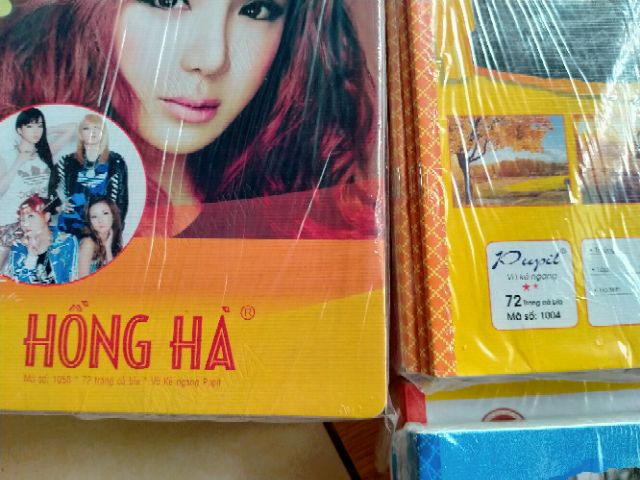 HỒNG HÀ ®
Mã số: 1058 * 72 trang cả bìa * Vở Kẻ ngang Pupil
Pupil ®
Vở kẻ ngang
72 Trang cả bìa
Mã số: 1004